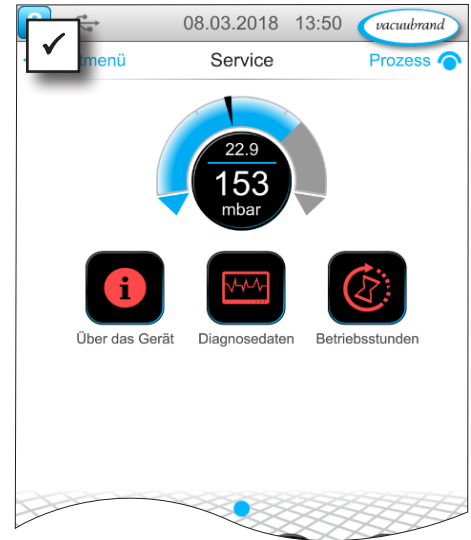 08.03.2018 13:50 vacuubrand
menü Service Prozess
22.9
153
mbar
Über das Gerät Diagnosedaten Betriebsstunden